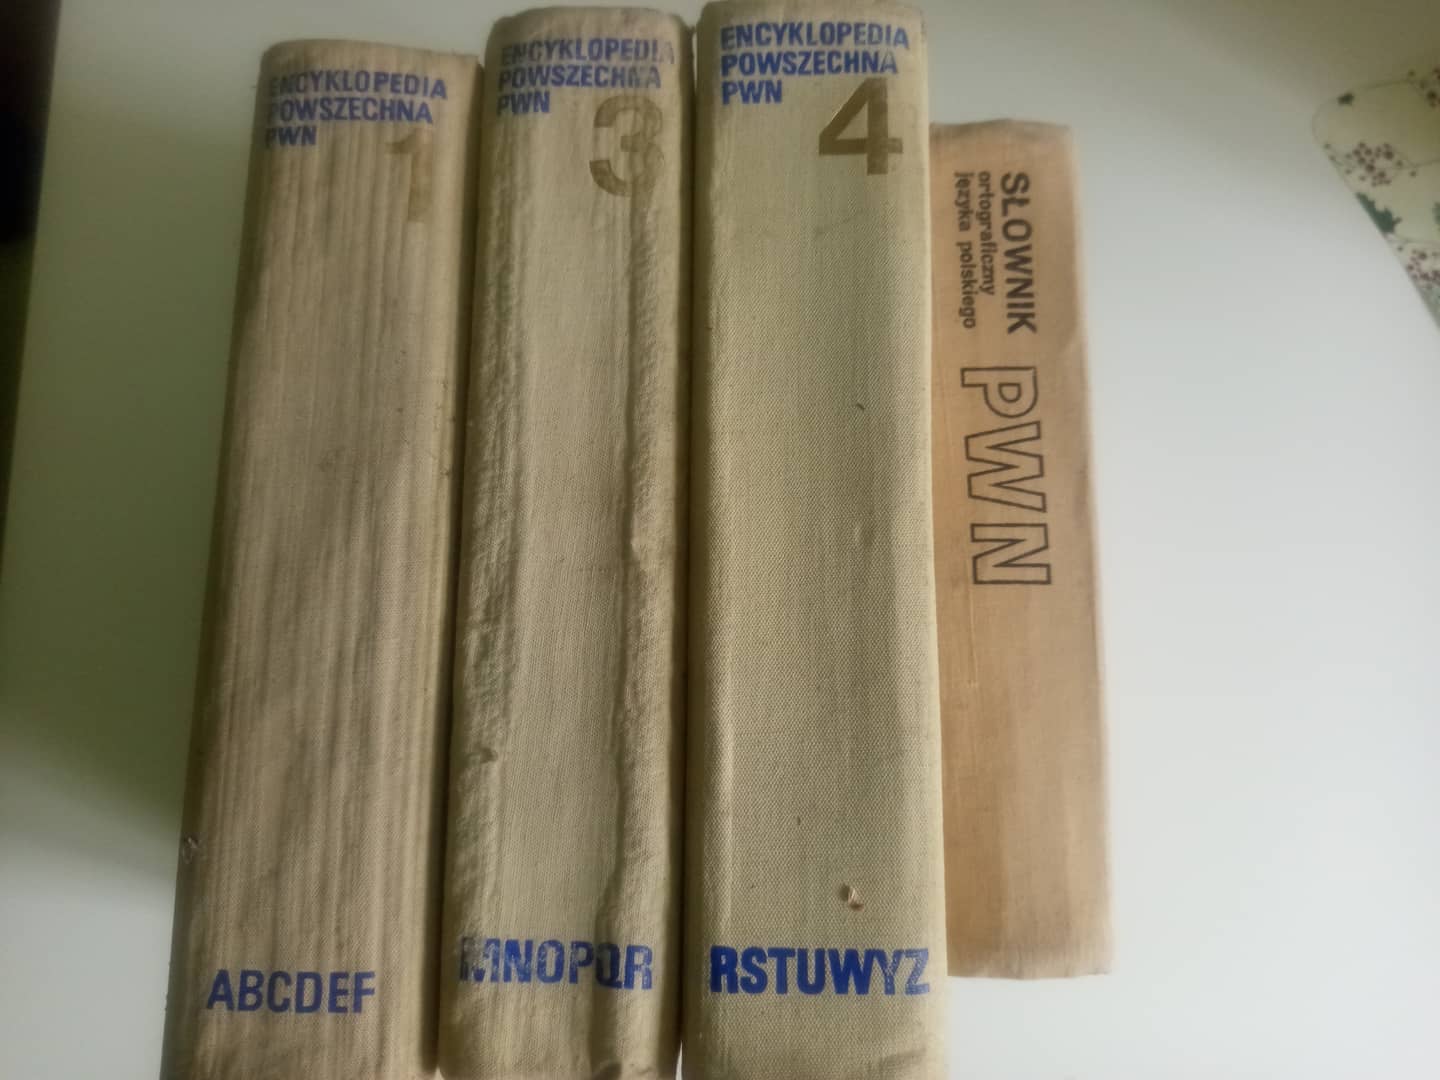 ENCYKLOPEDIA
POWSZECHNA
PWN
1
ABCDEF
ENCYKLOPEDIA
POWSZECHNA
PWN
3
MNOPQR
ENCYKLOPEDIA
POWSZECHNA
PWN
4
RSTUWYZ
SŁOWNIK
ortograficzny
języka polskiego
PWN